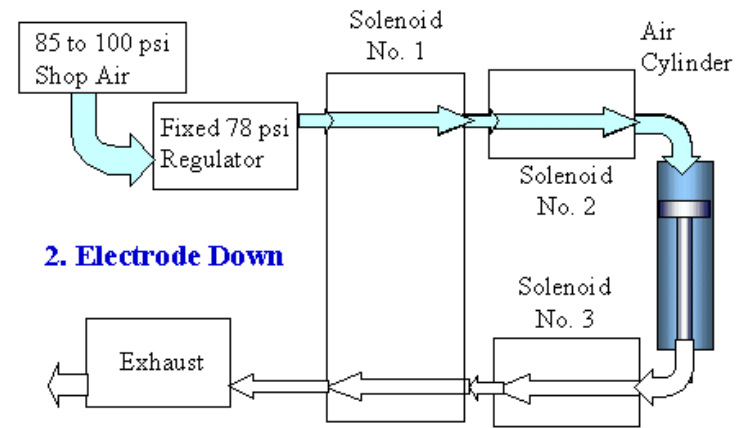 Solenoid
No. 1
85 to 100 psi
Shop Air
Air
Cylinder
Fixed 78 psi
Regulator
Solenoid
No. 2
2. Electrode Down
Solenoid
No. 3
Exhaust